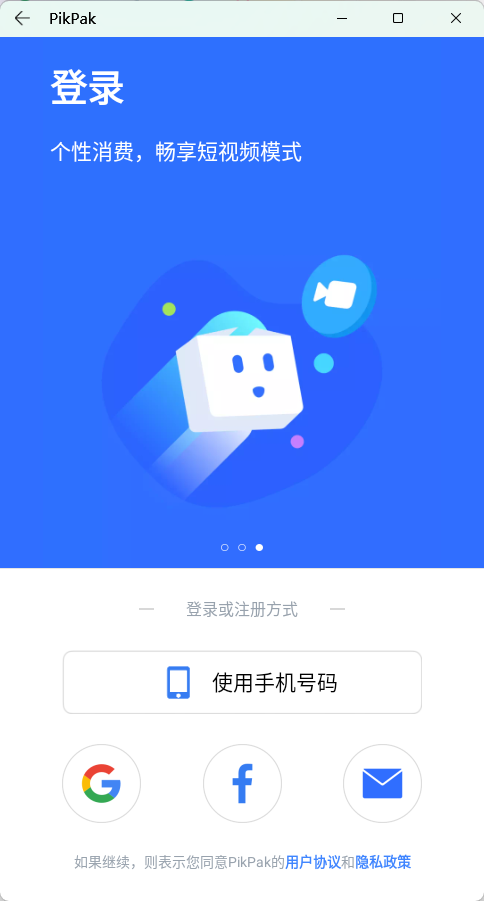 PikPak
登录
个性消费，畅享短视频模式
登录或注册方式
使用手机号码
如果继续，则表示您同意PikPak的用户协议和隐私政策